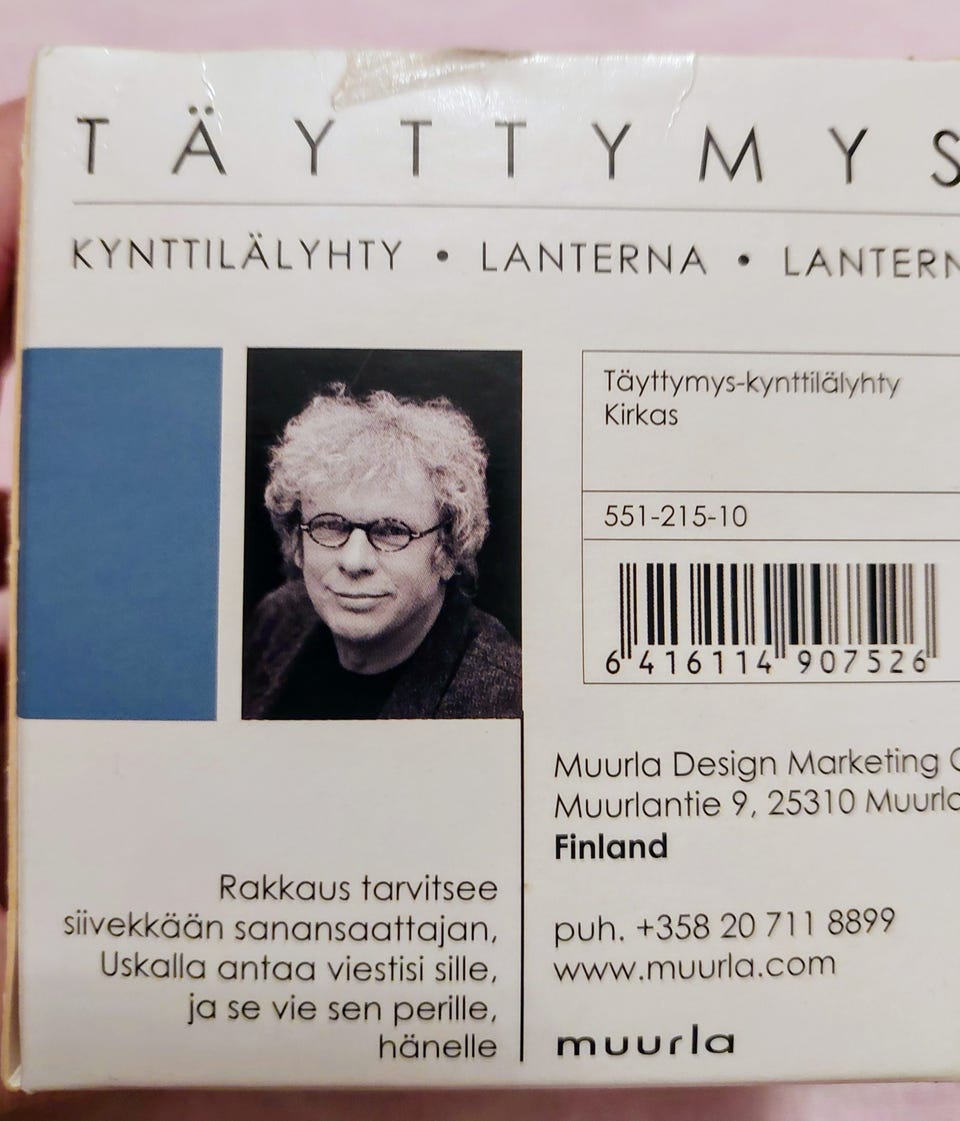 TÄYTTYMYS
KYNTTILÄLYHTY • LANTERNA • LANTERN
Täyttymys-kynttilälyhty
Kirkas
551-215-10
6 416114 907526
Muurla Design Marketing
Muurlantie 9, 25310 Muurla
Finland
puh. +358 20 711 8899
www.muurla.com
muurla
Rakkaus tarvitsee
siivekkään sanansaattajan,
Uskalla antaa viestisi sille,
ja se vie sen perille,
hänelle